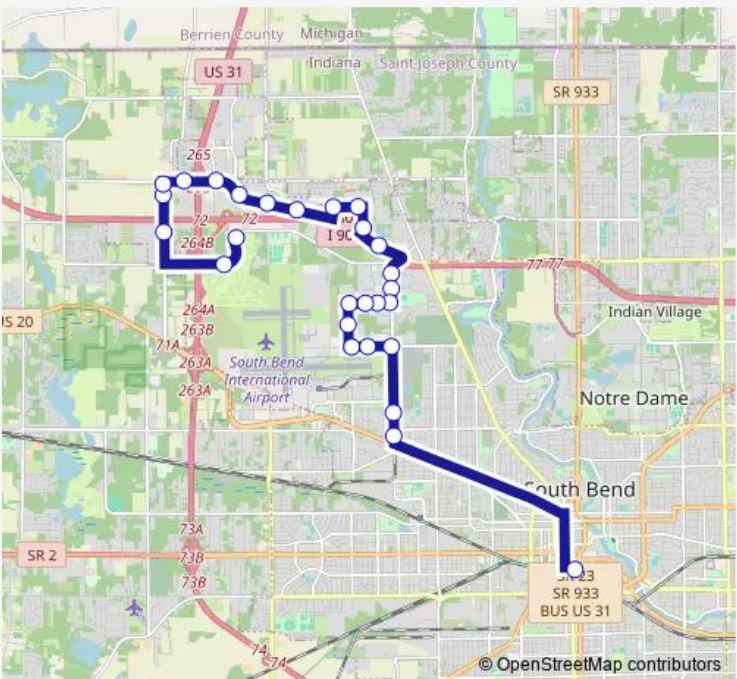 Berrien County Michigan
Indiana Saint Joseph County
US 31
SR 933
265
72 72
264B
I 90
77 77
264A
Indian Village
US 20
263B
71A
263A
South Bend
International
Airport
263A
Notre Dame
South Bend
73A
SR 2
73B
73B
SR 23
SR 933
BUS US 31
74
74
© OpenStreetMap contributors